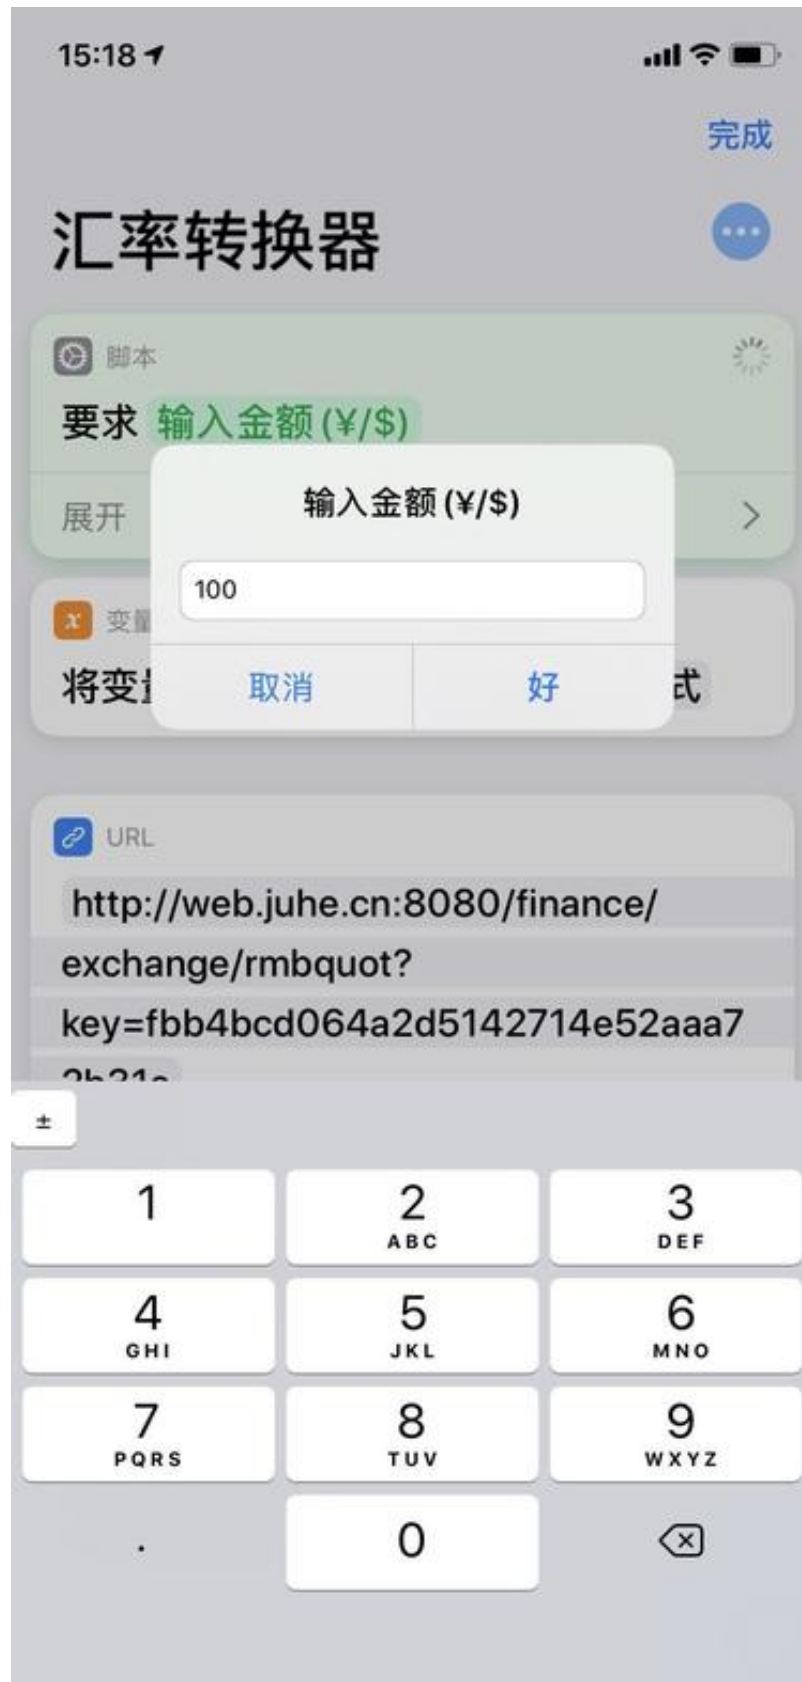 15:18
完成
汇率转换器
脚本
要求 输入金额(¥/$)
展开
输入金额(¥/$)
100
取消
好
变量
将变
式
URL
http://web.juhe.cn:8080/finance/
exchange/rmbquot?
key=fbb4bcd064a2d5142714e52aaa7
±
1
2
ABC
3
DEF
4
GHI
5
JKL
6
MNO
7
PQRS
8
TUV
9
WXYZ
.
0